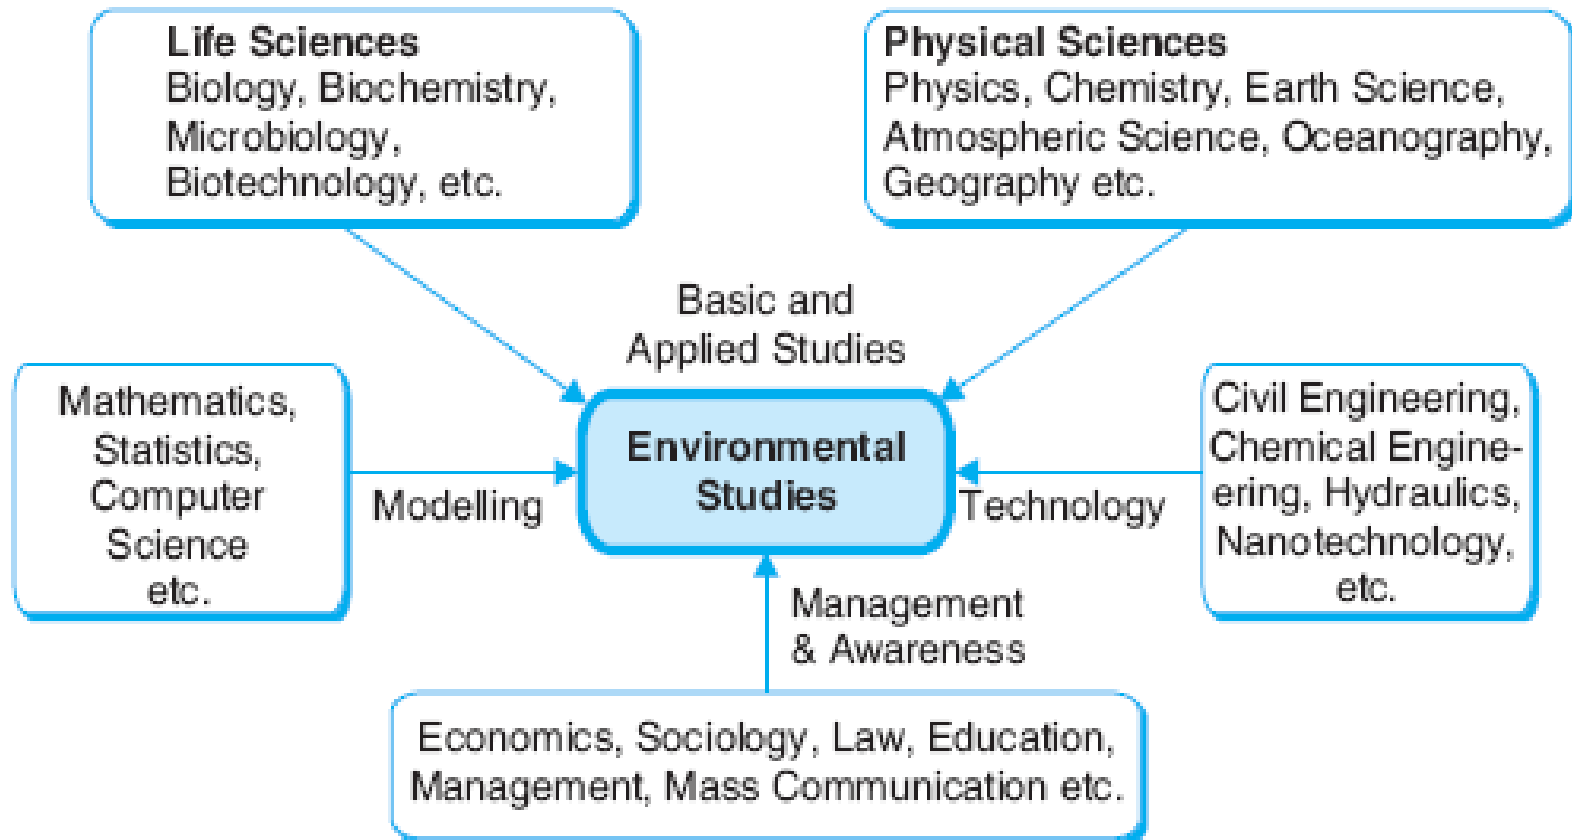 Life Sciences
Biology, Biochemistry,
Microbiology,
Biotechnology, etc.
Physical Sciences
Physics, Chemistry, Earth Science,
Atmospheric Science, Oceanography,
Geography etc.
Basic and
Applied Studies
Mathematics,
Statistics,
Computer
Science
etc.
Modelling
Environmental
Studies
Technology
Civil Engineering,
Chemical Engine-
ering, Hydraulics,
Nanotechnology,
etc.
Management
& Awareness
Economics, Sociology, Law, Education,
Management, Mass Communication etc.